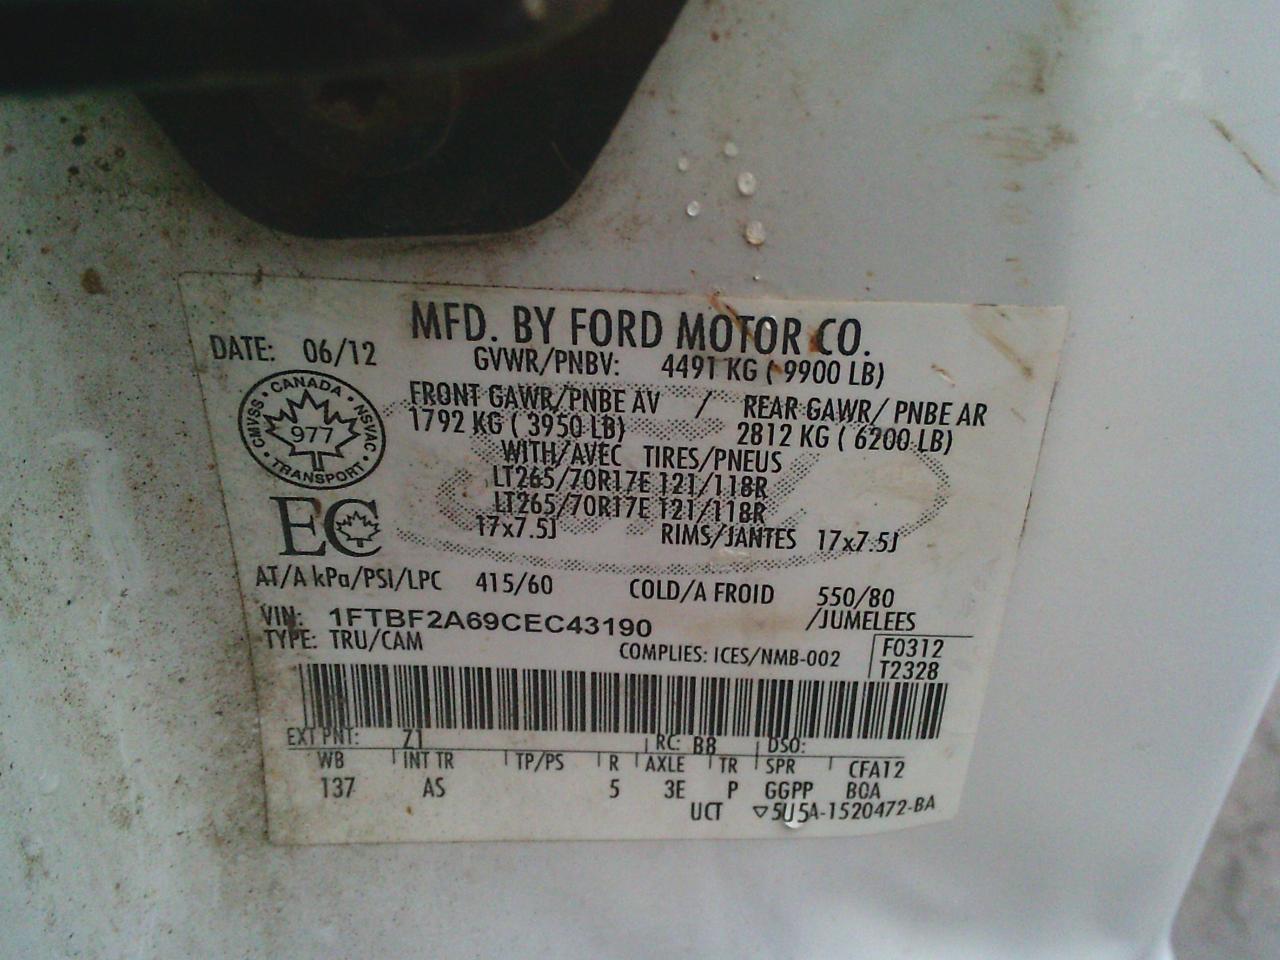 MFD. BY FORD MOTOR CO.
DATE: 06/12
GVWR/PNBV: 4491 KG ( 9900 LB)
FRONT GAWR/PNBE AV / REAR GAWR/ PNBE AR
1792 KG ( 3950 LB) 2812 KG ( 6200 LB)
WITH/AVEC TIRES/PNEUS
LT265/70R17E 121/118R
LT265/70R17E 121/118R
17x7.5J RIMS/JANTES 17x7.5J
CANADA
CMVSS 977 NSVAC
TRANSPORT
EC
AT/A kPa/PSI/LPC 415/60 COLD/A FROID 550/80
/JUMELEES
VIN: 1FTBF2A69CEC43190
TYPE: TRU/CAM
COMPLIES: ICES/NMB-002
F0312
T2328
EXT PNT: Z1 RC: B8 DSO:
WB INT TR TP/PS R AXLE TR SPR CFA12
137 AS 5 3E P GGPP BOA
UCT ▽5U5A-1520472-BA